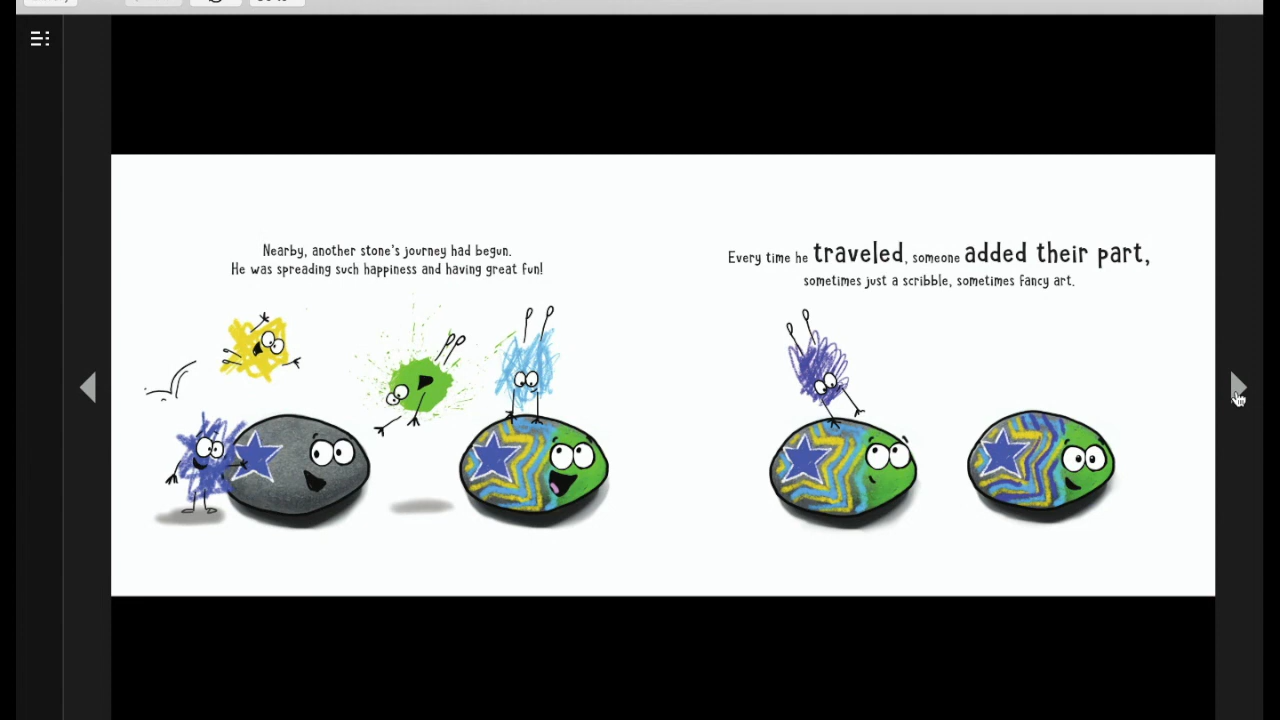 Nearby, another stone's journey had begun.
He was spreading such happiness and having great fun!
Every time he traveled, someone added their part,
sometimes just a scribble, sometimes fancy art.